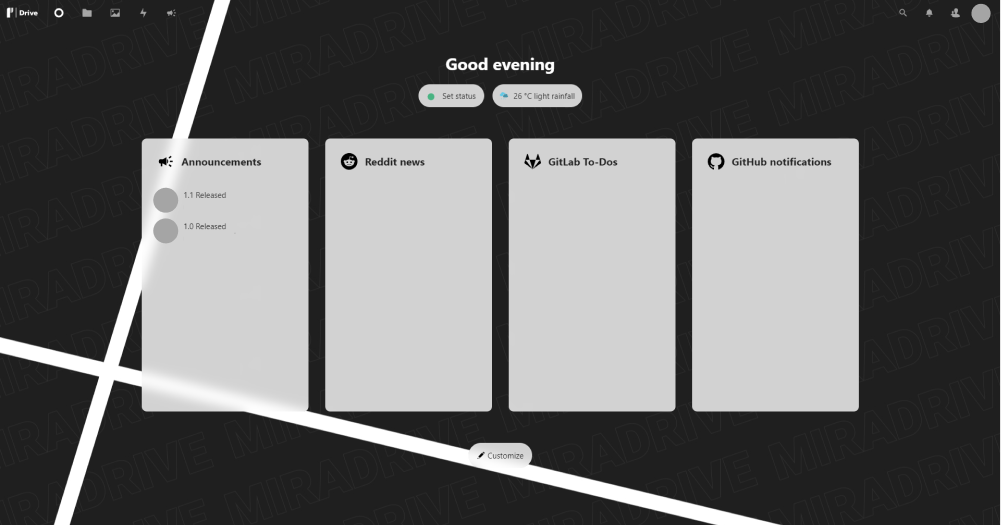 Drive
Good evening
Set status
26 °C light rainfall
Announcements
1.1 Released
1.0 Released
Reddit news
GitLab To-Dos
GitHub notifications
Customize
MIRADRIVE